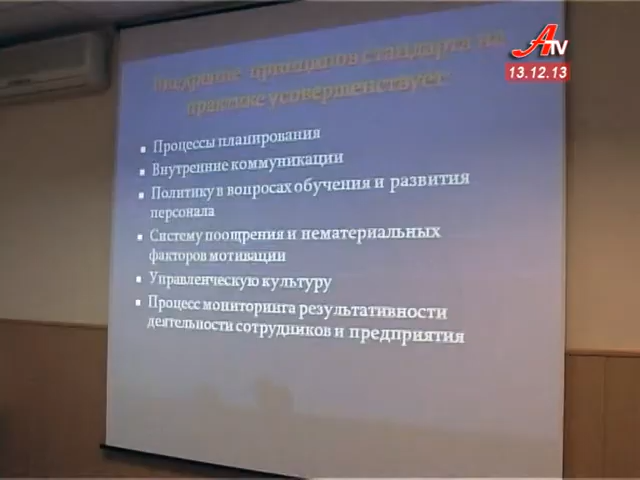 ATV
13.12.13
Внедрение принципов стандарта на
практике усовершенствует:
Процессы планирования
Внутренние коммуникации
Политику в вопросах обучения и развития
персонала
Систему поощрения и нематериальных
факторов мотивации
Управленческую культуру
Процесс мониторинга результативности
деятельности сотрудников и предприятия